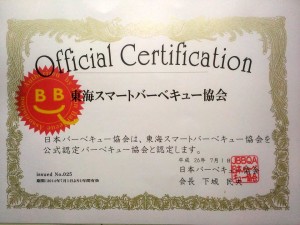 Official Certification
BB
東海スマートバーベキュー協会
日本バーベキュー協会は、東海スマートバーベキュー協会を
公式認定バーベキュー協会と認定します。
平成 26年 7月1
issued No.025
日本バーベキュ
JBBQA
会長 下城 民夫